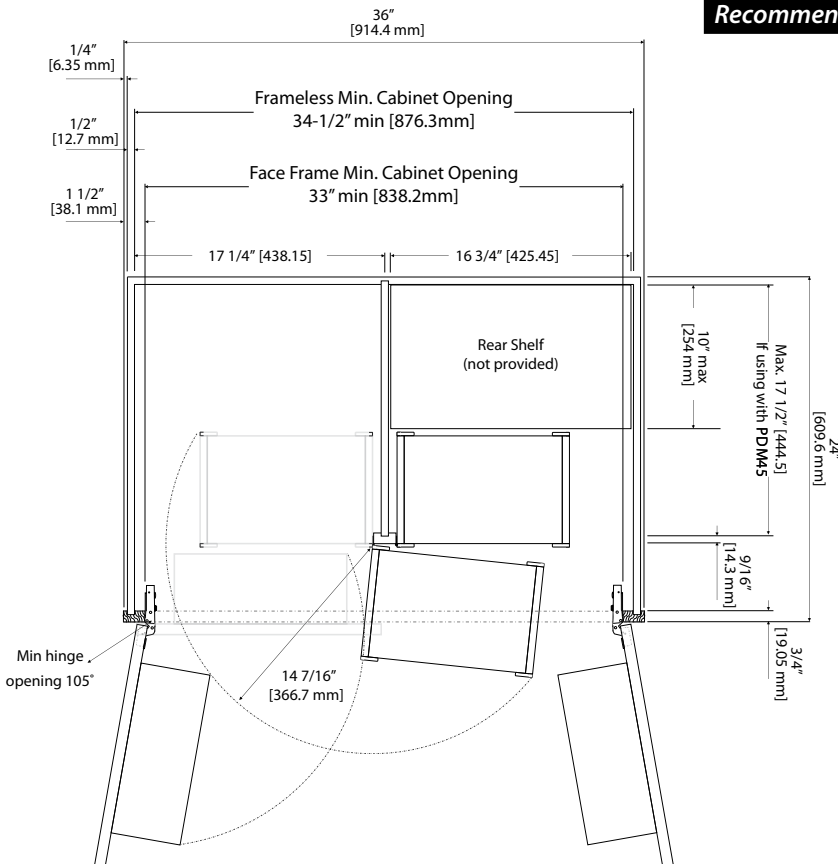 Recommen
36"
[914.4 mm]
1/4"
[6.35 mm]
Frameless Min. Cabinet Opening
34-1/2" min [876.3mm]
1/2"
[12.7 mm]
Face Frame Min. Cabinet Opening
33" min [838.2mm]
1 1/2"
[38.1 mm]
17 1/4" [438.15]
16 3/4" [425.45]
Rear Shelf
(not provided)
10" max
[254 mm]
Max. 17 1/2" [444.5]
If using with PDM45
24"
[609.6 mm]
9/16"
[14.3 mm]
3/4"
[19.05 mm]
Min hinge
opening 105°
14 7/16"
[366.7 mm]